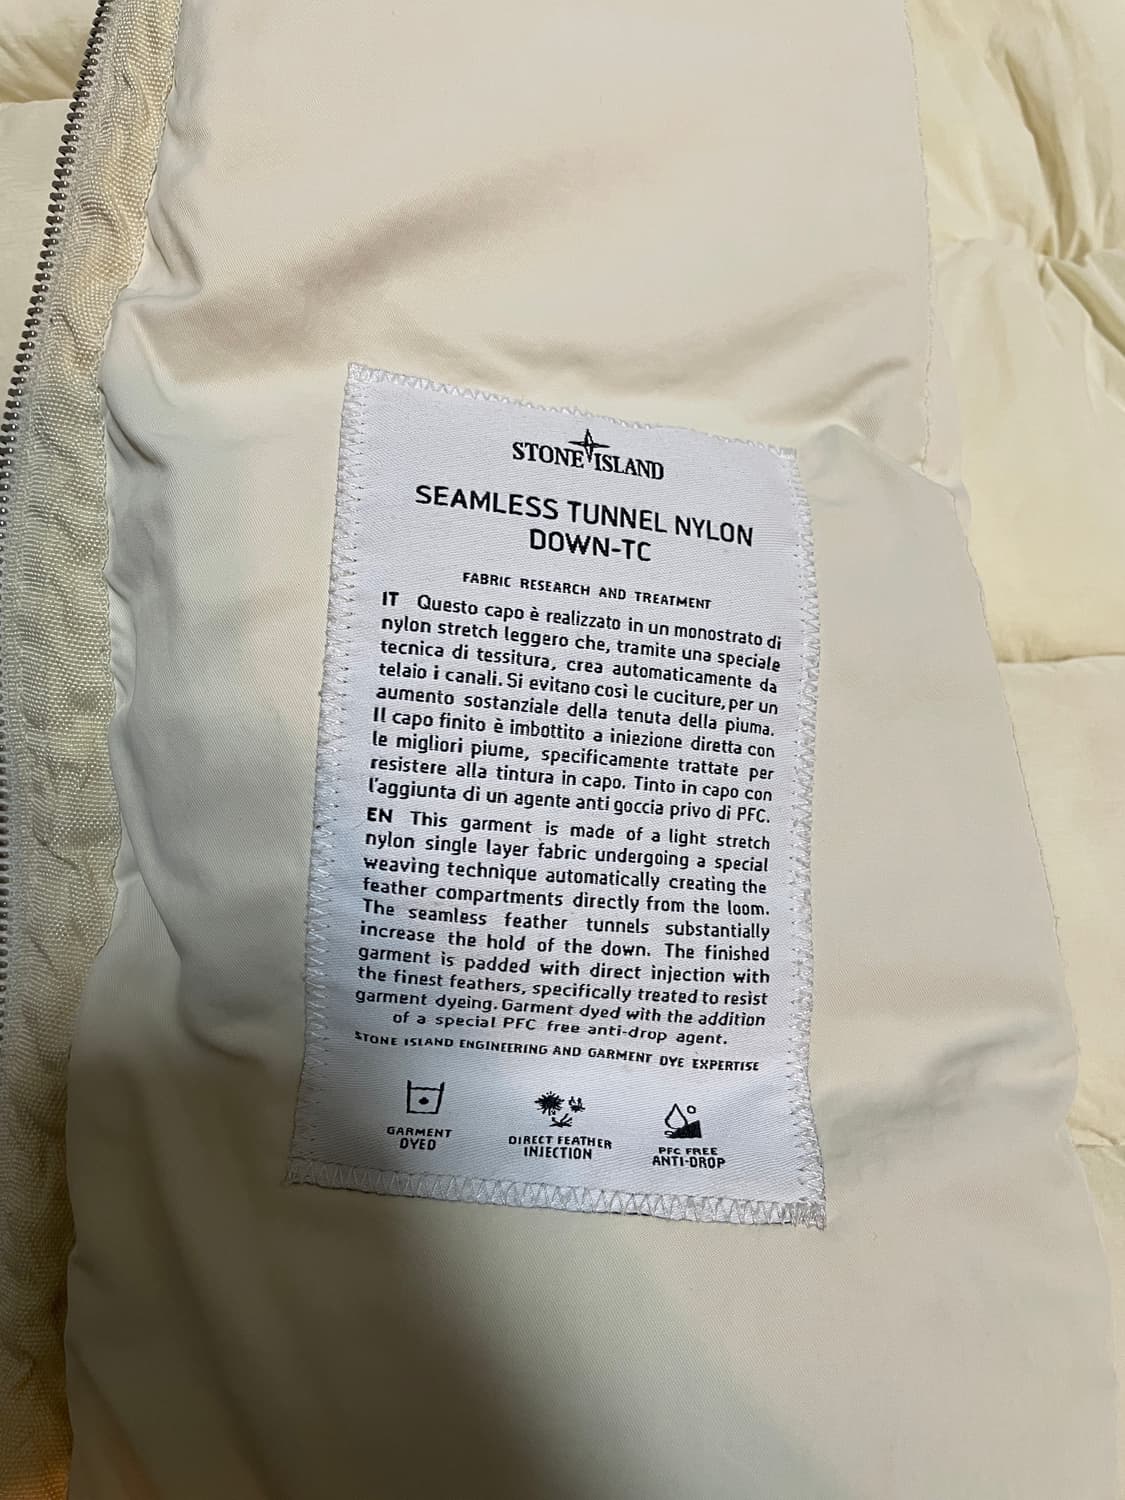 STONE ISLAND
SEAMLESS TUNNEL NYLON
DOWN-TC
FABRIC RESEARCH AND TREATMENT
IT Questo capo è realizzato in un monostrato di
nylon stretch leggero che, tramite una speciale
tecnica di tessitura, crea automaticamente da
telaio i canali. Si evitano così le cuciture, per un
aumento sostanziale della tenuta della piuma.
Il capo finito è imbottito a iniezione diretta con
le migliori piume, specificamente trattate per
resistere alla tintura in capo. Tinto in capo con
l'aggiunta di un agente anti goccia privo di PFC.
EN This garment is made of a light stretch
nylon single layer fabric undergoing a special
weaving technique automatically creating the
feather compartments directly from the loom.
The seamless feather tunnels substantially
increase the hold of the down. The finished
garment is padded with direct injection with
the finest feathers, specifically treated to resist
garment dyeing. Garment dyed with the addition
of a special PFC free anti-drop agent.
STONE ISLAND ENGINEERING AND GARMENT DYE EXPERTISE
GARMENT
DYED
DIRECT FEATHER
INJECTION
PFC FREE
ANTI-DROP